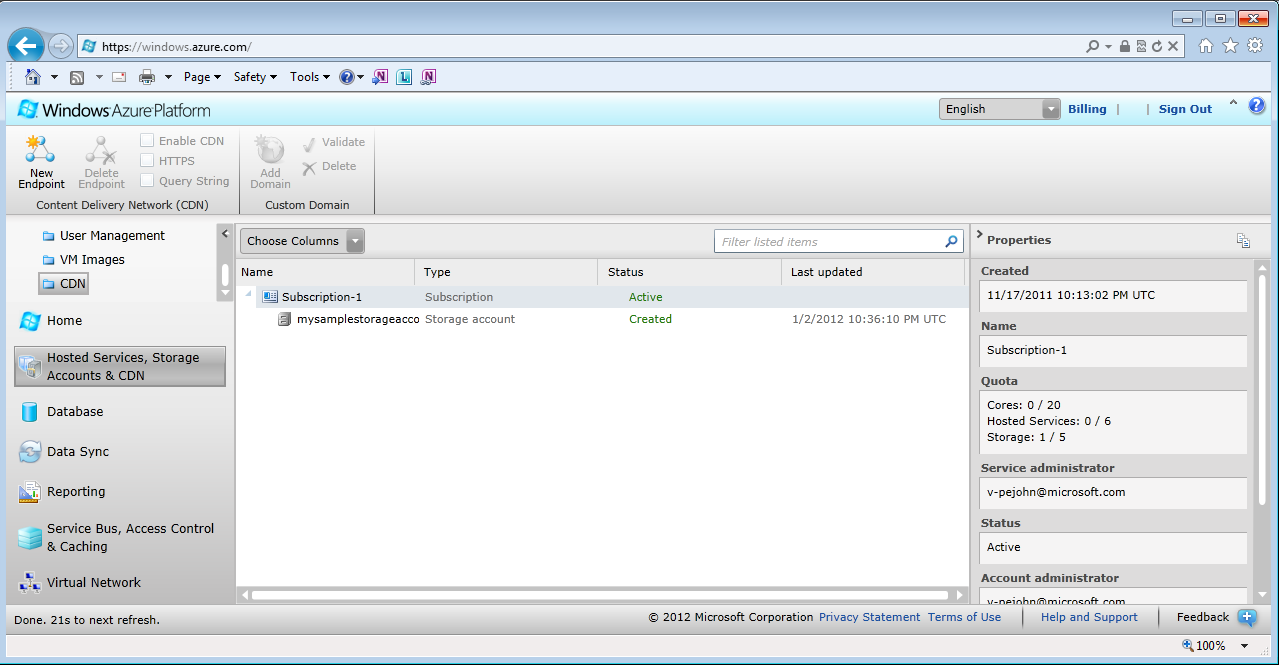 https://windows.azure.com/
Page Safety Tools
Windows Azure Platform
English Billing | | Sign Out
New Endpoint
Delete Endpoint
Enable CDN
HTTPS
Query String
Content Delivery Network (CDN)
Add Domain
Validate
Delete
Custom Domain
User Management
VM Images
CDN
Home
Hosted Services, Storage
Accounts & CDN
Database
Data Sync
Reporting
Service Bus, Access Control
& Caching
Virtual Network
Choose Columns
Filter listed items
Name Type Status Last updated
Subscription-1 Subscription Active
mysamplestorageacco Storage account Created 1/2/2012 10:36:10 PM UTC
Properties
Created
11/17/2011 10:13:02 PM UTC
Name
Subscription-1
Quota
Cores: 0 / 20
Hosted Services: 0 / 6
Storage: 1 / 5
Service administrator
v-pejohn@microsoft.com
Status
Active
Account administrator
v-pejohn@microsoft.com
Done. 21s to next refresh.
© 2012 Microsoft Corporation Privacy Statement Terms of Use | Help and Support | Feedback
100%